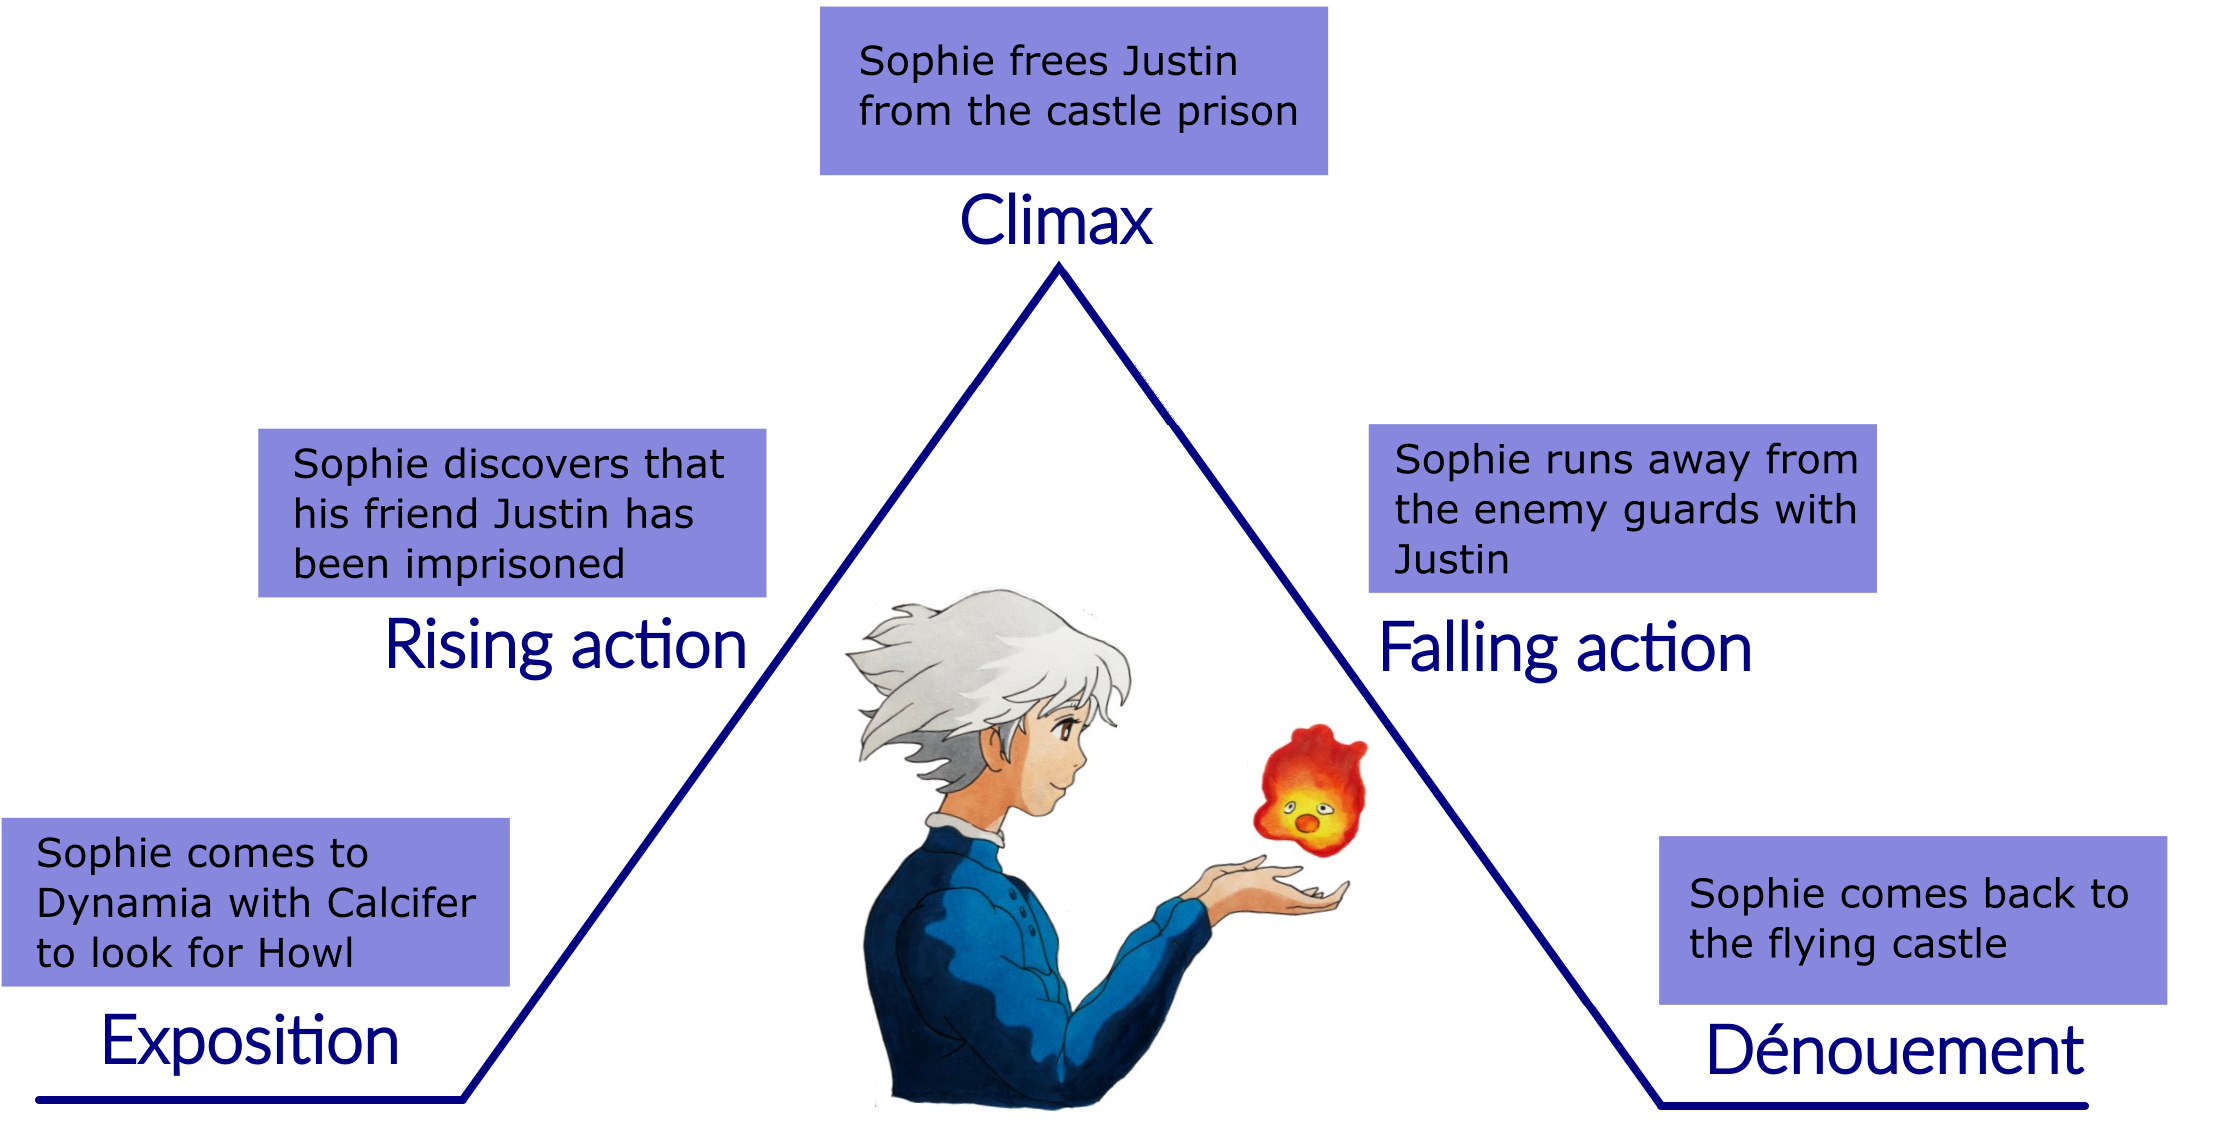 Sophie frees Justin
from the castle prison
Climax
Sophie discovers that
his friend Justin has
been imprisoned
Rising action
Sophie runs away from
the enemy guards with
Justin
Falling action
Sophie comes to
Dynamia with Calcifer
to look for Howl
Exposition
Sophie comes back to
the flying castle
Dénouement